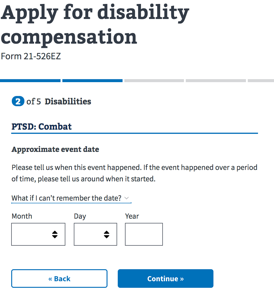 Apply for disability
compensation
Form 21-526EZ
2 of 5 Disabilities
PTSD: Combat
Approximate event date
Please tell us when this event happened. If the event happened over a period
of time, please tell us around when it started.
What if I can't remember the date?
Month Day Year
« Back Continue »